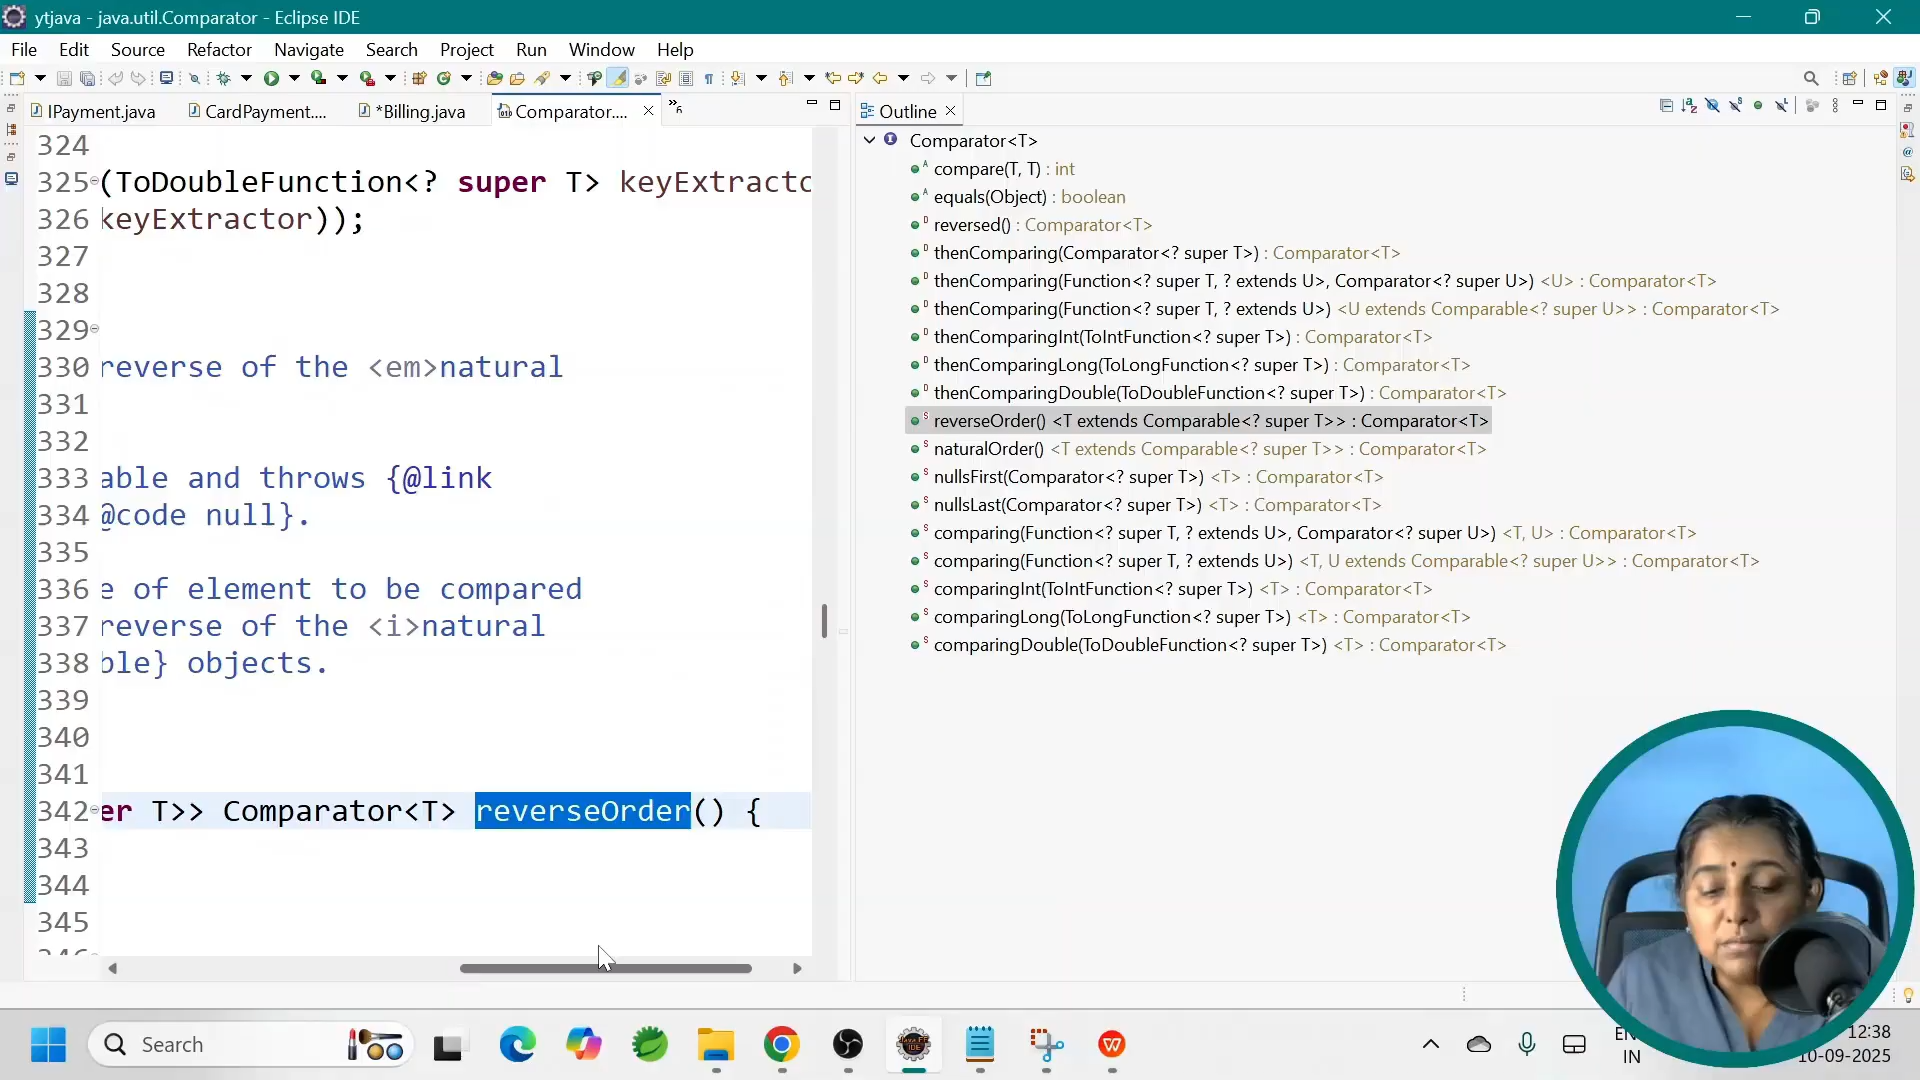 ytjava - java.util.Comparator - Eclipse IDE
File Edit Source Refactor Navigate Search Project Run Window Help
IPayment.java CardPayment.... *Billing.java Comparator.... »6
Outline
324
325 (ToDoubleFunction<? super T> keyExtracto
326 keyExtractor));
327
328
329
330 reverse of the <em>natural
331
332
333 able and throws {@link
334 @code null}.
335
336 e of element to be compared
337 reverse of the <i>natural
338 ble} objects.
339
340
341
342 er T>> Comparator<T> reverseOrder() {
343
344
345
Comparator<T>
compare(T, T) : int
equals(Object) : boolean
reversed() : Comparator<T>
thenComparing(Comparator<? super T>) : Comparator<T>
thenComparing(Function<? super T, ? extends U>, Comparator<? super U>) <U> : Comparator<T>
thenComparing(Function<? super T, ? extends U>) <U extends Comparable<? super U>> : Comparator<T>
thenComparingInt(ToIntFunction<? super T>) : Comparator<T>
thenComparingLong(ToLongFunction<? super T>) : Comparator<T>
thenComparingDouble(ToDoubleFunction<? super T>) : Comparator<T>
reverseOrder() <T extends Comparable<? super T>> : Comparator<T>
naturalOrder() <T extends Comparable<? super T>> : Comparator<T>
nullsFirst(Comparator<? super T>) <T> : Comparator<T>
nullsLast(Comparator<? super T>) <T> : Comparator<T>
comparing(Function<? super T, ? extends U>, Comparator<? super U>) <T, U> : Comparator<T>
comparing(Function<? super T, ? extends U>) <T, U extends Comparable<? super U>> : Comparator<T>
comparingInt(ToIntFunction<? super T>) <T> : Comparator<T>
comparingLong(ToLongFunction<? super T>) <T> : Comparator<T>
comparingDouble(ToDoubleFunction<? super T>) <T> : Comparator<T>
Search
IN
12:38
10-09-2025